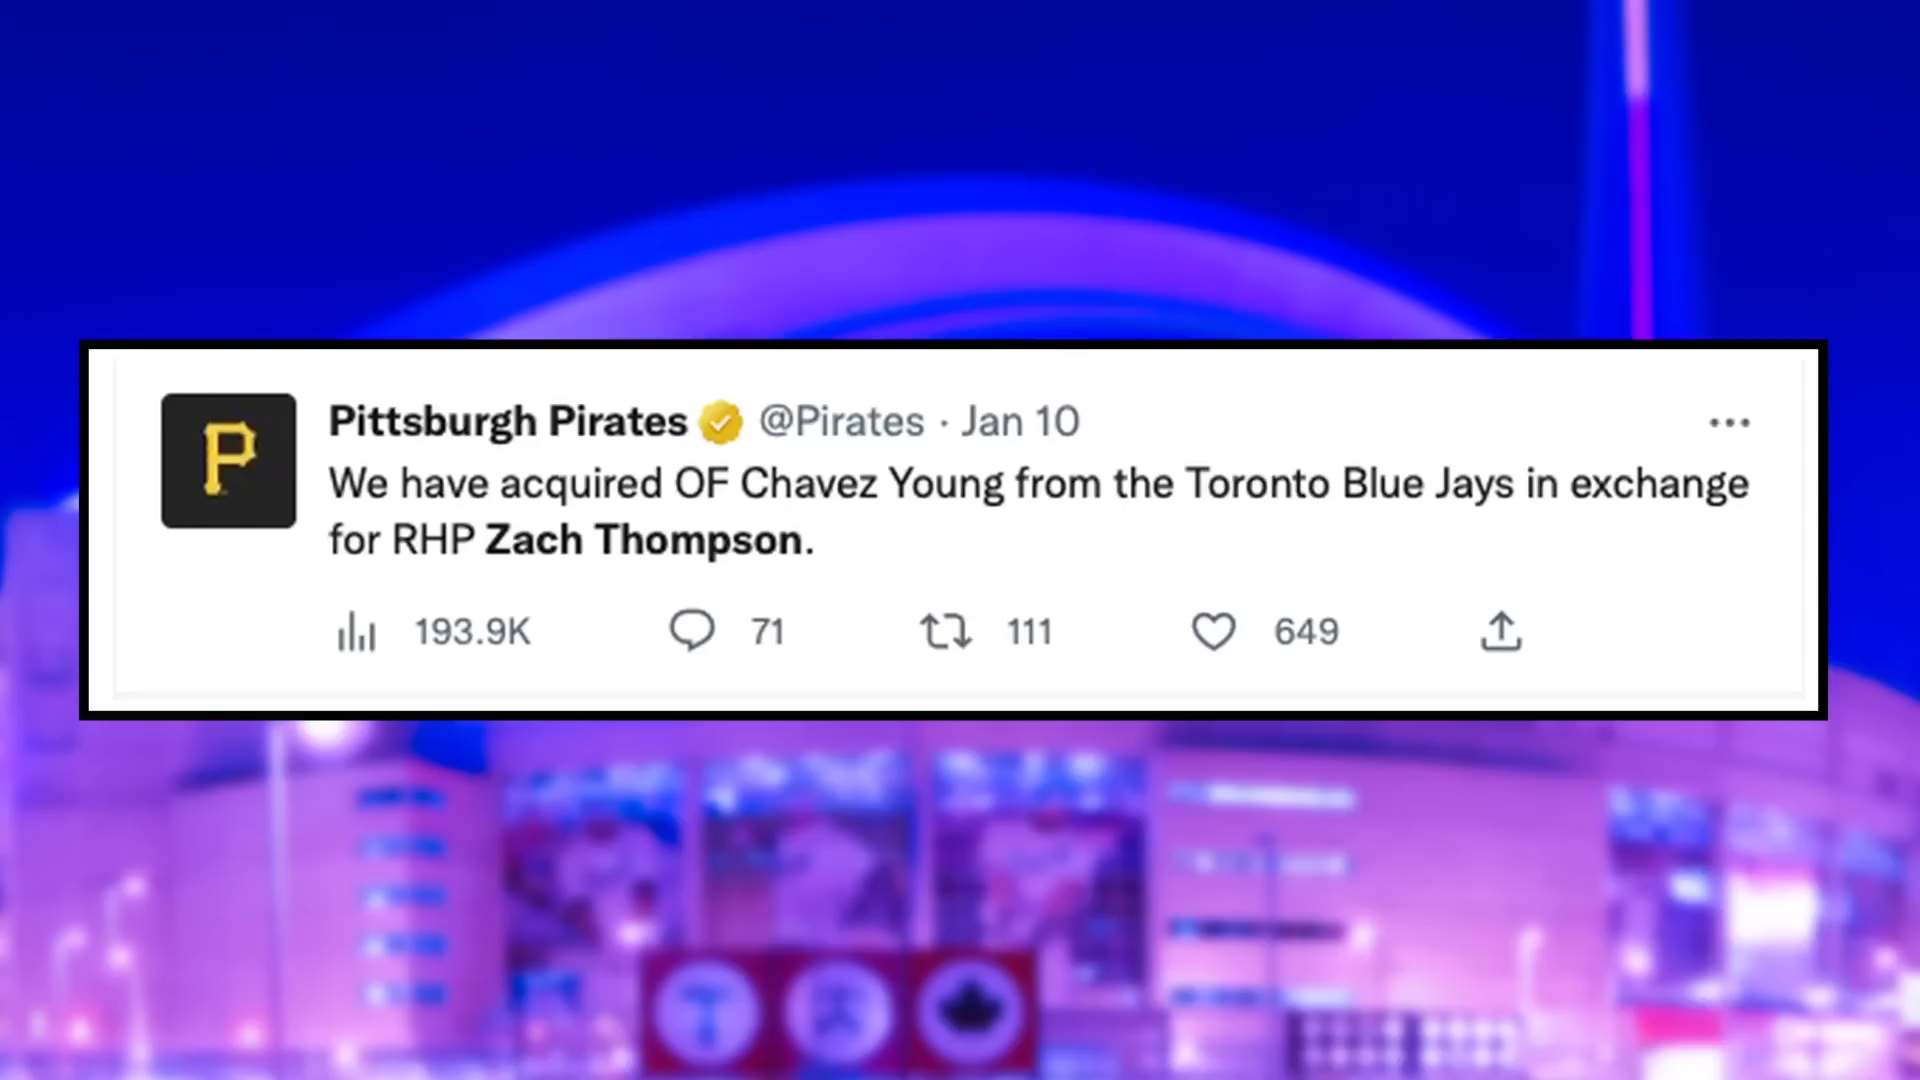 P
Pittsburgh Pirates @Pirates · Jan 10
We have acquired OF Chavez Young from the Toronto Blue Jays in exchange
for RHP Zach Thompson.
193.9K 71 111 649